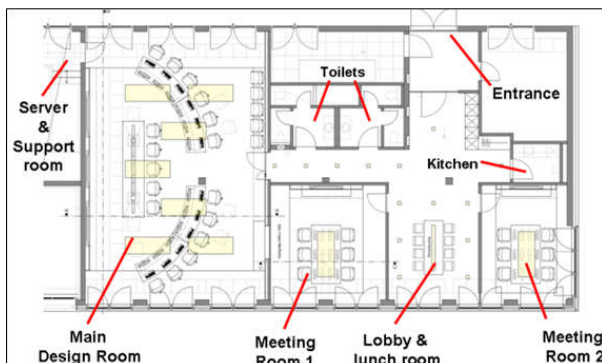 Toilets
Entrance
Server
&
Support
room
Kitchen
Main
Design Room
Meeting
Room 1
Lobby &
lunch room
Meeting
Room 2